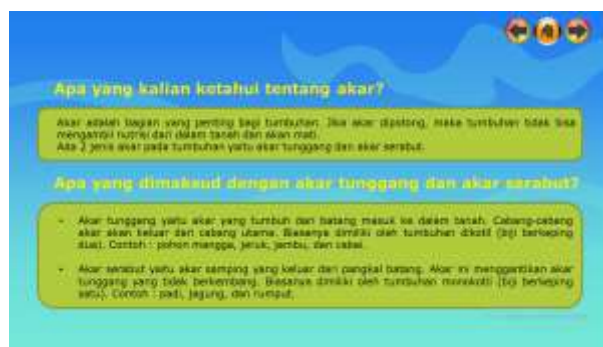 Apa yang kalian ketahui tentang akar?
Akar adalah bagian yang penting bagi tumbuhan. Jika akar dipotong, maka tumbuhan tidak bisa
mengambil nutrisi dari dalam tanah dan akan mati.
Ada 2 jenis akar pada tumbuhan yaitu akar tunggang dan akar serabut.
Apa yang dimaksud dengan akar tunggang dan akar serabut?
• Akar tunggang yaitu akar yang tumbuh dari batang masuk ke dalam tanah. Cabang-cabang
akar akan keluar dari cabang utama. Biasanya dimiliki oleh tumbuhan dikotil (biji berkeping
dua). Contoh : pohon mangga, jeruk, jambu, dan cabai.
• Akar serabut yaitu akar samping yang keluar dari pangkal batang. Akar ini menggantikan akar
tunggang yang tidak berkembang. Biasanya dimiliki oleh tumbuhan monokotil (biji berkeping
satu). Contoh : padi, jagung, dan rumput.